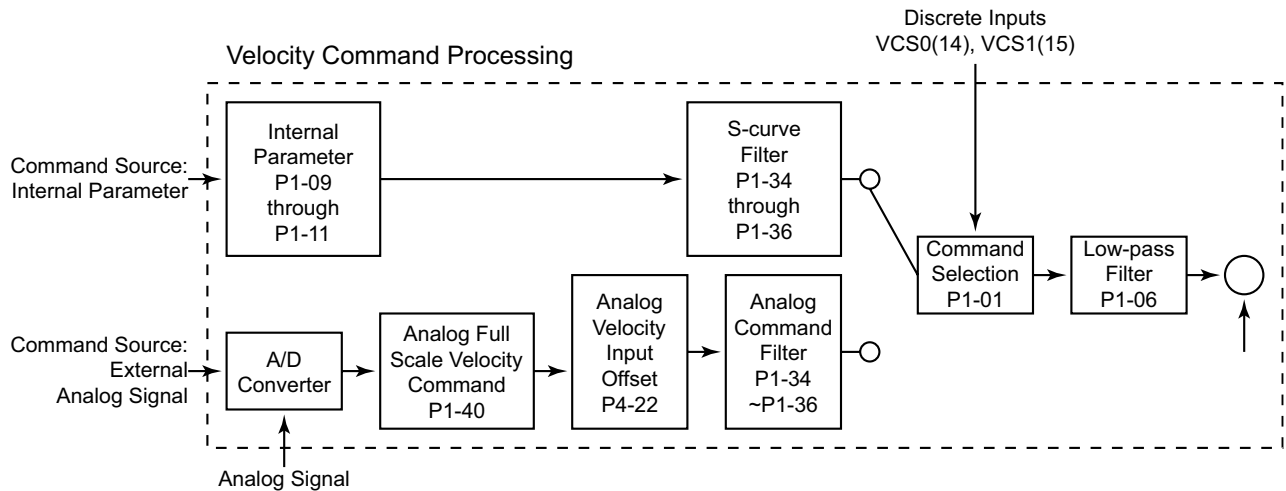 Discrete Inputs
VCS0(14), VCS1(15)
Velocity Command Processing
Command Source:
Internal Parameter
Internal
Parameter
P1-09
through
P1-11
S-curve
Filter
P1-34
through
P1-36
Command
Selection
P1-01
Low-pass
Filter
P1-06
Command Source:
External
Analog Signal
A/D
Converter
Analog Full
Scale Velocity
Command
P1-40
Analog
Velocity
Input
Offset
P4-22
Analog
Command
Filter
P1-34
~P1-36
Analog Signal